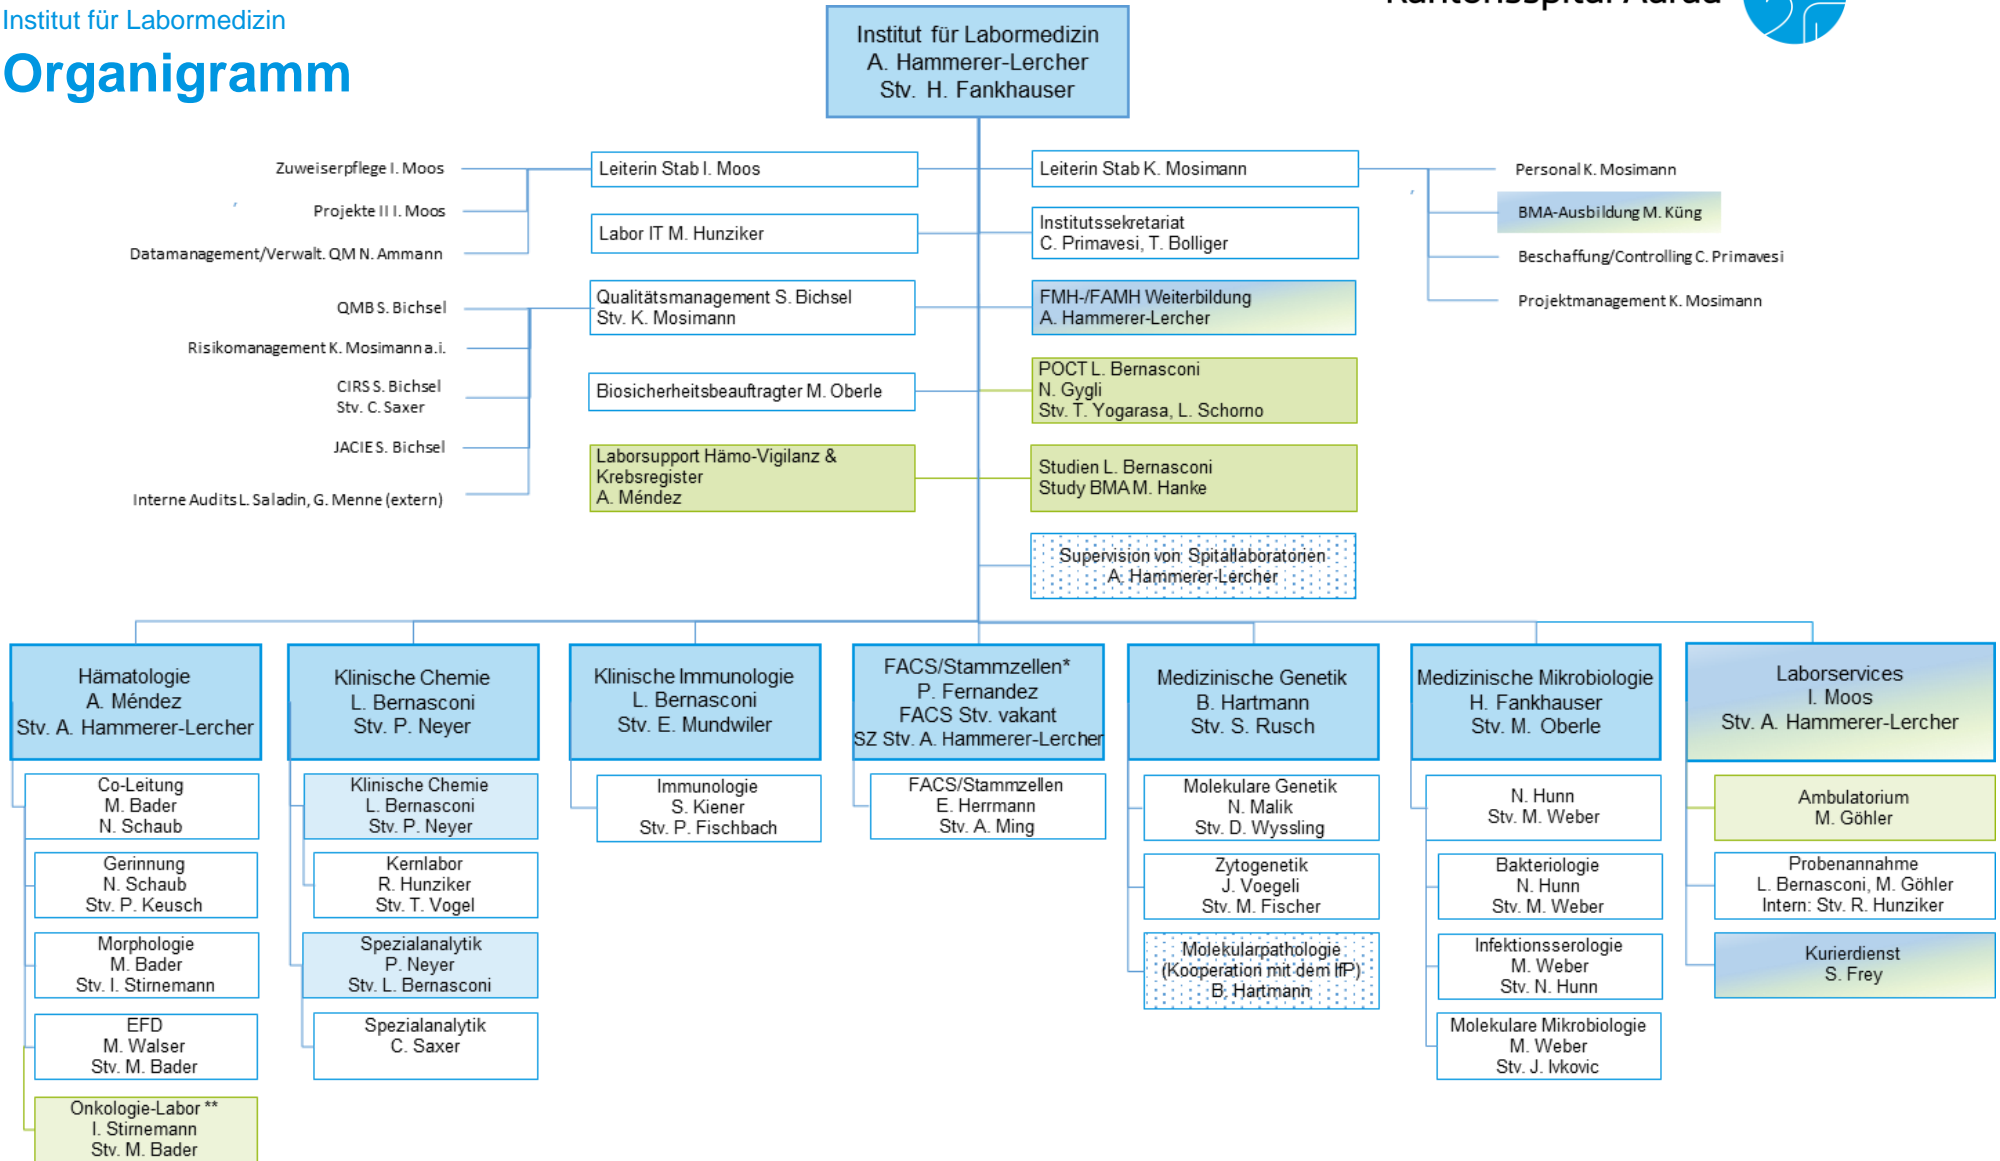 Institut für Labormedizin
Organigramm
Kantonsspital Aarau
Institut für Labormedizin
A. Hammerer-Lercher
Stv. H. Fankhauser
Zuweiserpflege I. Moos
Projekte II I. Moos
Datamanagement/Verwalt. QM N. Ammann
QMB S. Bichsel
Risikomanagement K. Mosimann a.i.
CIRS S. Bichsel
Stv. C. Saxer
JACIE S. Bichsel
Interne Audits L. Saladin, G. Menne (extern)
Leiterin Stab I. Moos
Labor IT M. Hunziker
Qualitätsmanagement S. Bichsel
Stv. K. Mosimann
Biosicherheitsbeauftragter M. Oberle
Laborsupport Hämo-Vigilanz &
Krebsregister
A. Méndez
Leiterin Stab K. Mosimann
Institutssekretariat
C. Primavesi, T. Bolliger
FMH-/FAMH Weiterbildung
A. Hammerer-Lercher
POCT L. Bernasconi
N. Gygli
Stv. T. Yogarasa, L. Schorno
Studien L. Bernasconi
Study BMA M. Hanke
Supervision von Spitallaboratorien
A. Hammerer-Lercher
Personal K. Mosimann
BMA-Ausbildung M. Küng
Beschaffung/Controlling C. Primavesi
Projektmanagement K. Mosimann
Hämatologie
A. Méndez
Stv. A. Hammerer-Lercher
Co-Leitung
M. Bader
N. Schaub
Gerinnung
N. Schaub
Stv. P. Keusch
Morphologie
M. Bader
Stv. I. Stirnemann
EFD
M. Walser
Stv. M. Bader
Onkologie-Labor **
I. Stirnemann
Stv. M. Bader
Klinische Chemie
L. Bernasconi
Stv. P. Neyer
Klinische Chemie
L. Bernasconi
Stv. P. Neyer
Kernlabor
R. Hunziker
Stv. T. Vogel
Spezialanalytik
P. Neyer
Stv. L. Bernasconi
Spezialanalytik
C. Saxer
Klinische Immunologie
L. Bernasconi
Stv. E. Mundwiler
Immunologie
S. Kiener
Stv. P. Fischbach
FACS/Stammzellen*
P. Fernandez
FACS Stv. vakant
SZ Stv. A. Hammerer-Lercher
FACS/Stammzellen
E. Herrmann
Stv. A. Ming
Medizinische Genetik
B. Hartmann
Stv. S. Rusch
Molekulare Genetik
N. Malik
Stv. D. Wyssling
Zytogenetik
J. Voegeli
Stv. M. Fischer
Molekularpathologie
(Kooperation mit dem IfP)
B. Hartmann
Medizinische Mikrobiologie
H. Fankhauser
Stv. M. Oberle
N. Hunn
Stv. M. Weber
Bakteriologie
N. Hunn
Stv. M. Weber
Infektionsserologie
M. Weber
Stv. N. Hunn
Molekulare Mikrobiologie
M. Weber
Stv. J. Ivkovic
Laborservices
I. Moos
Stv. A. Hammerer-Lercher
Ambulatorium
M. Göhler
Probenannahme
L. Bernasconi, M. Göhler
Intern: Stv. R. Hunziker
Kurierdienst
S. Frey